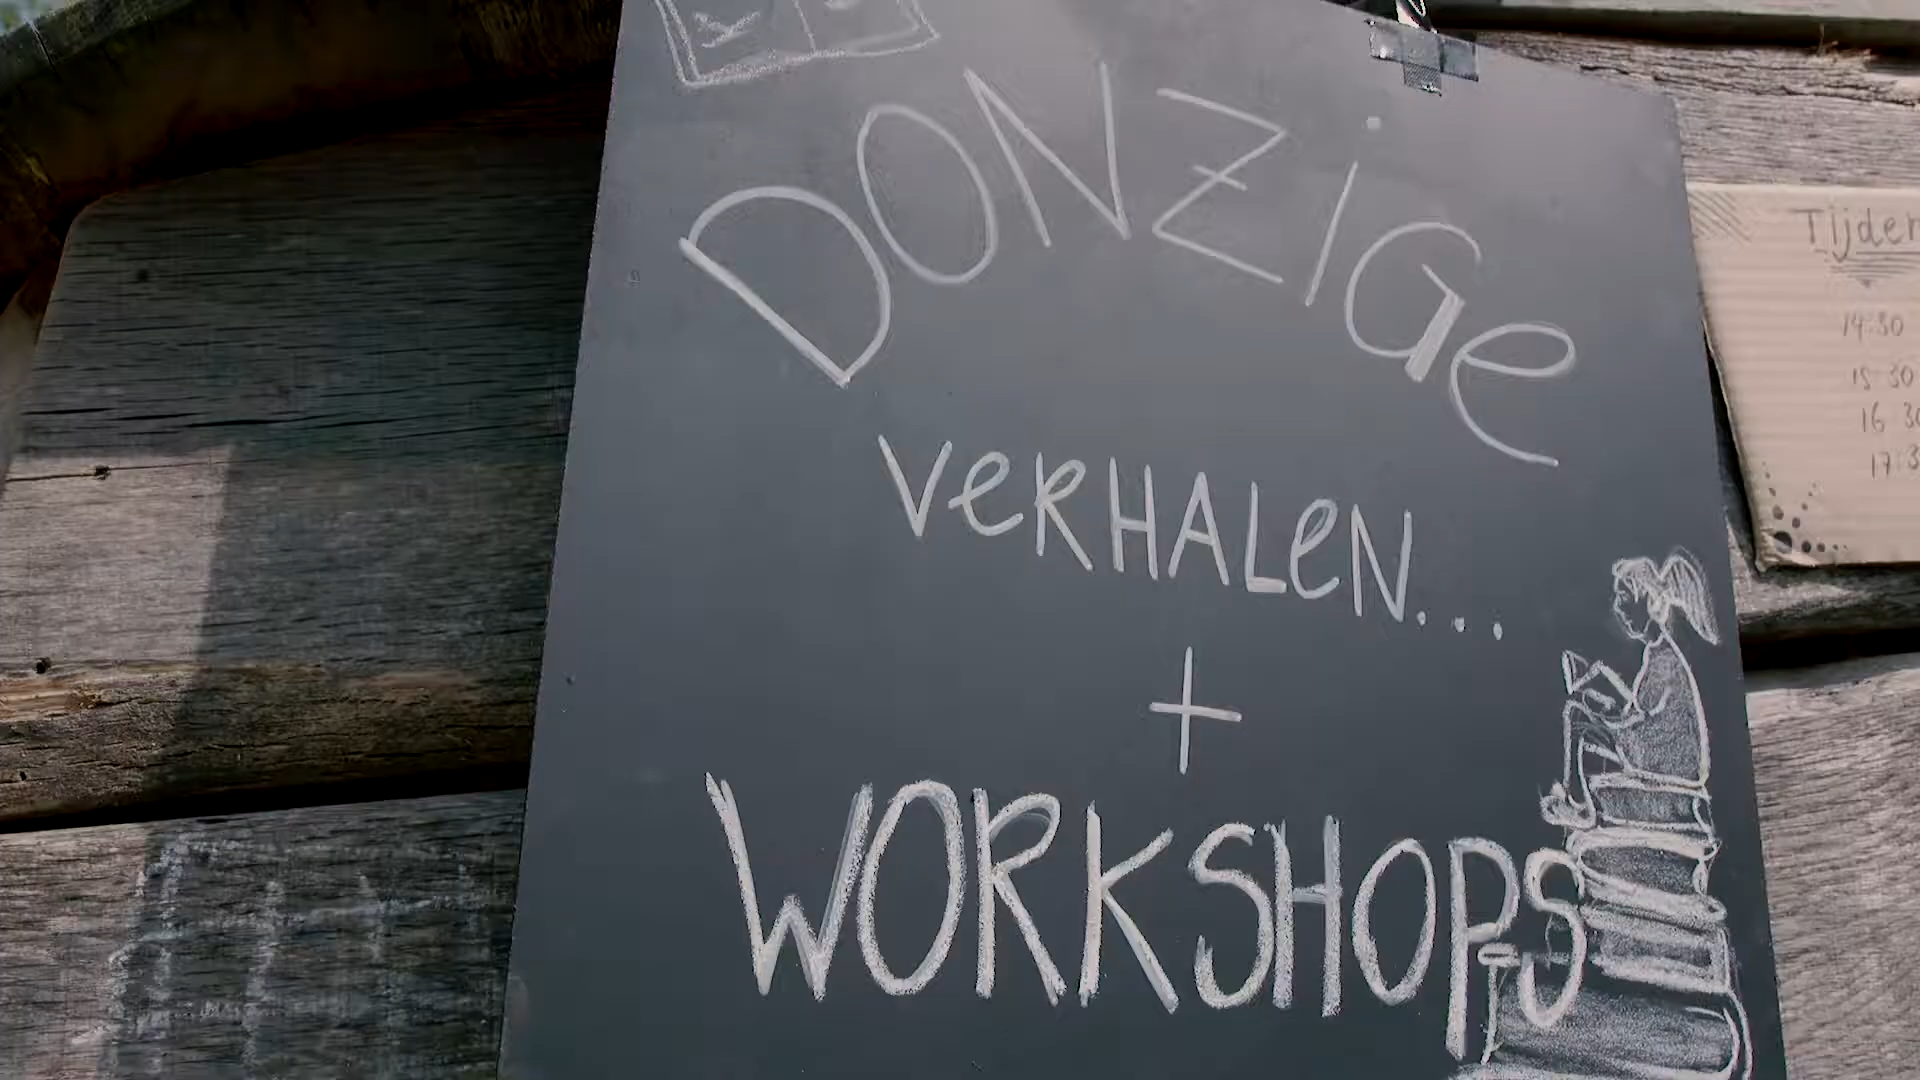 DONZIGE
VERHALEN...
+
WORKSHOPS
Tijden
14:30
15:30
16:30
17:3